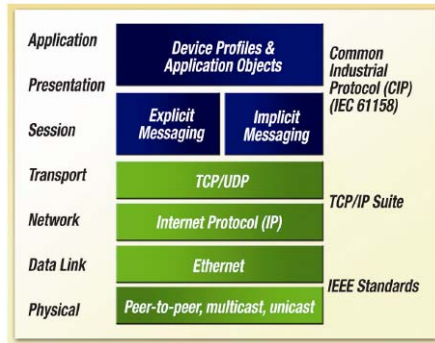 Application
Device Profiles &
Application Objects
Common
Industrial
Protocol (CIP)
(IEC 61158)
Presentation
Session
Explicit
Messaging
Implicit
Messaging
Transport
TCP/UDP
TCP/IP Suite
Network
Internet Protocol (IP)
Data Link
Ethernet
IEEE Standards
Physical
Peer-to-peer, multicast, unicast